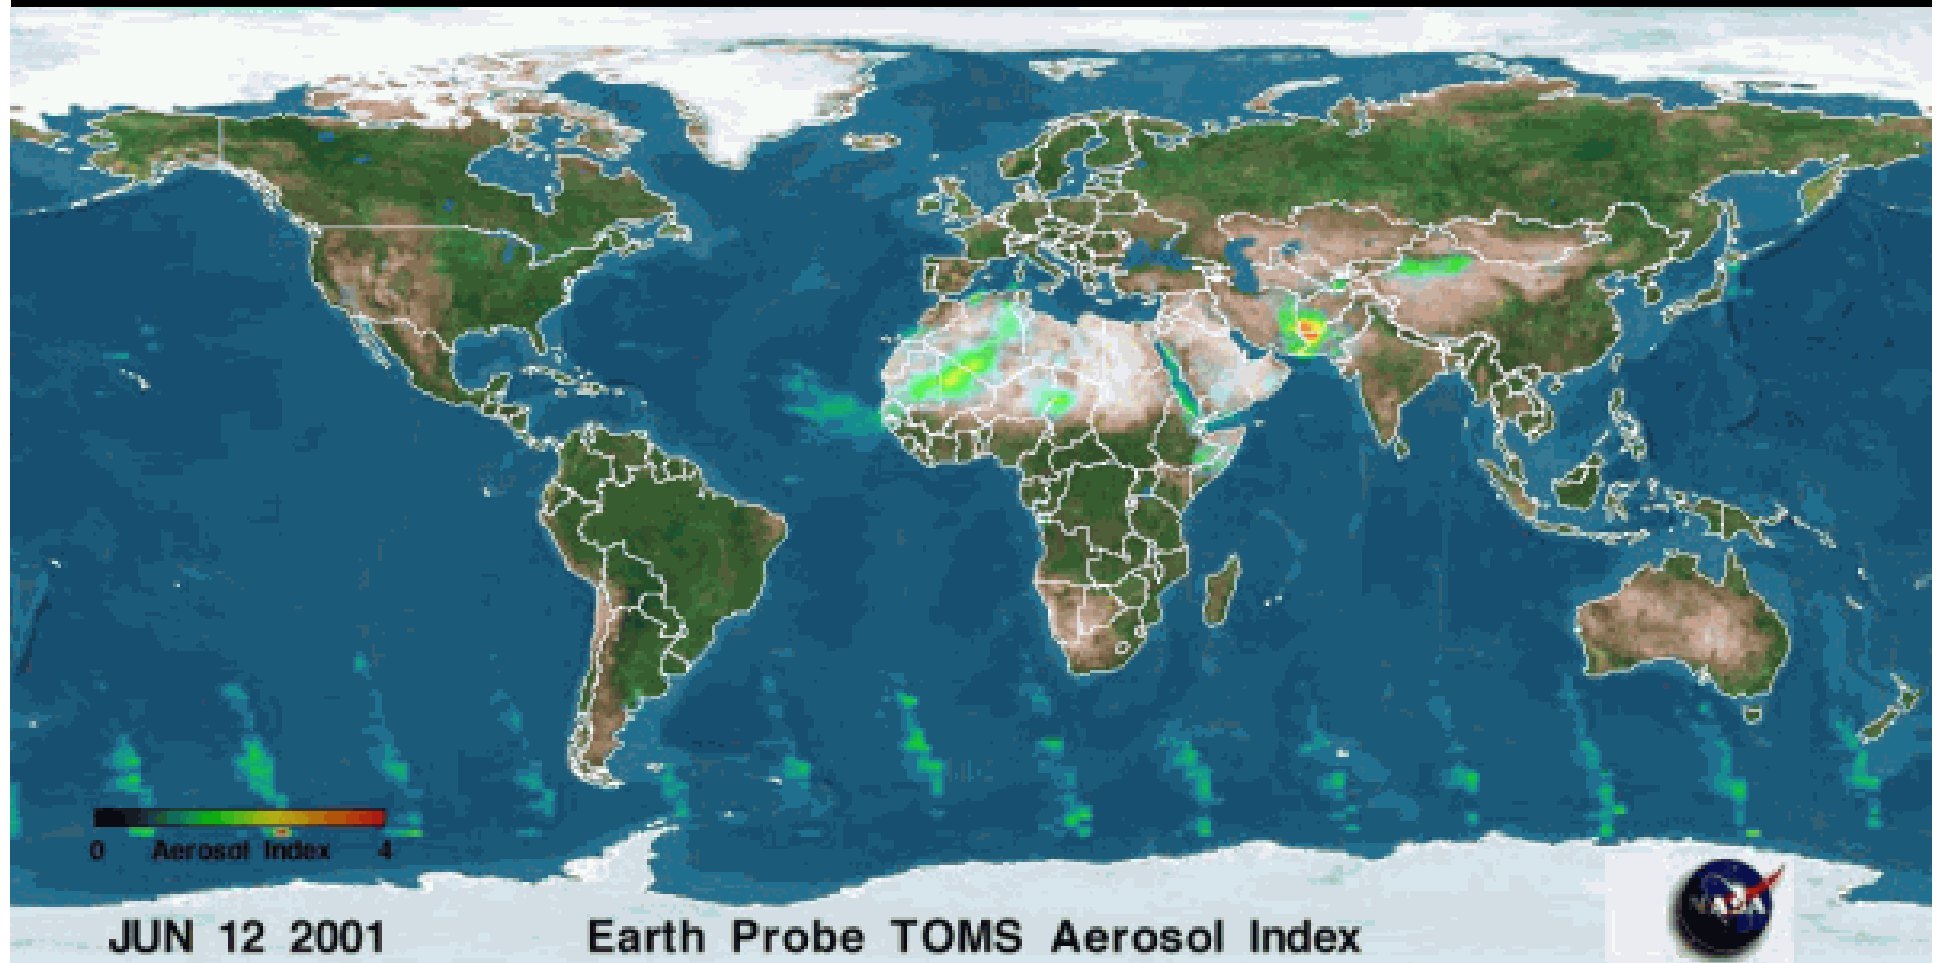 0 Aerosol Index 4
JUN 12 2001 Earth Probe TOMS Aerosol Index
NASA